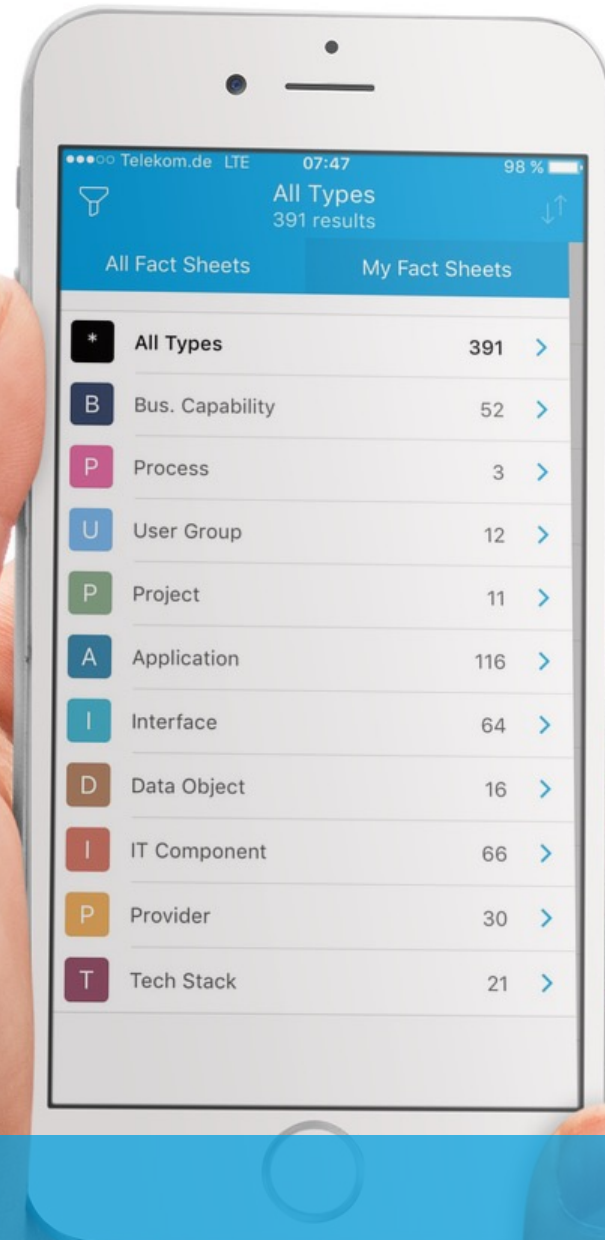 Telekom.de LTE 07:47 98 %
All Types
391 results
All Fact Sheets My Fact Sheets
* All Types 391
B Bus. Capability 52
P Process 3
U User Group 12
P Project 11
A Application 116
I Interface 64
D Data Object 16
I IT Component 66
P Provider 30
T Tech Stack 21